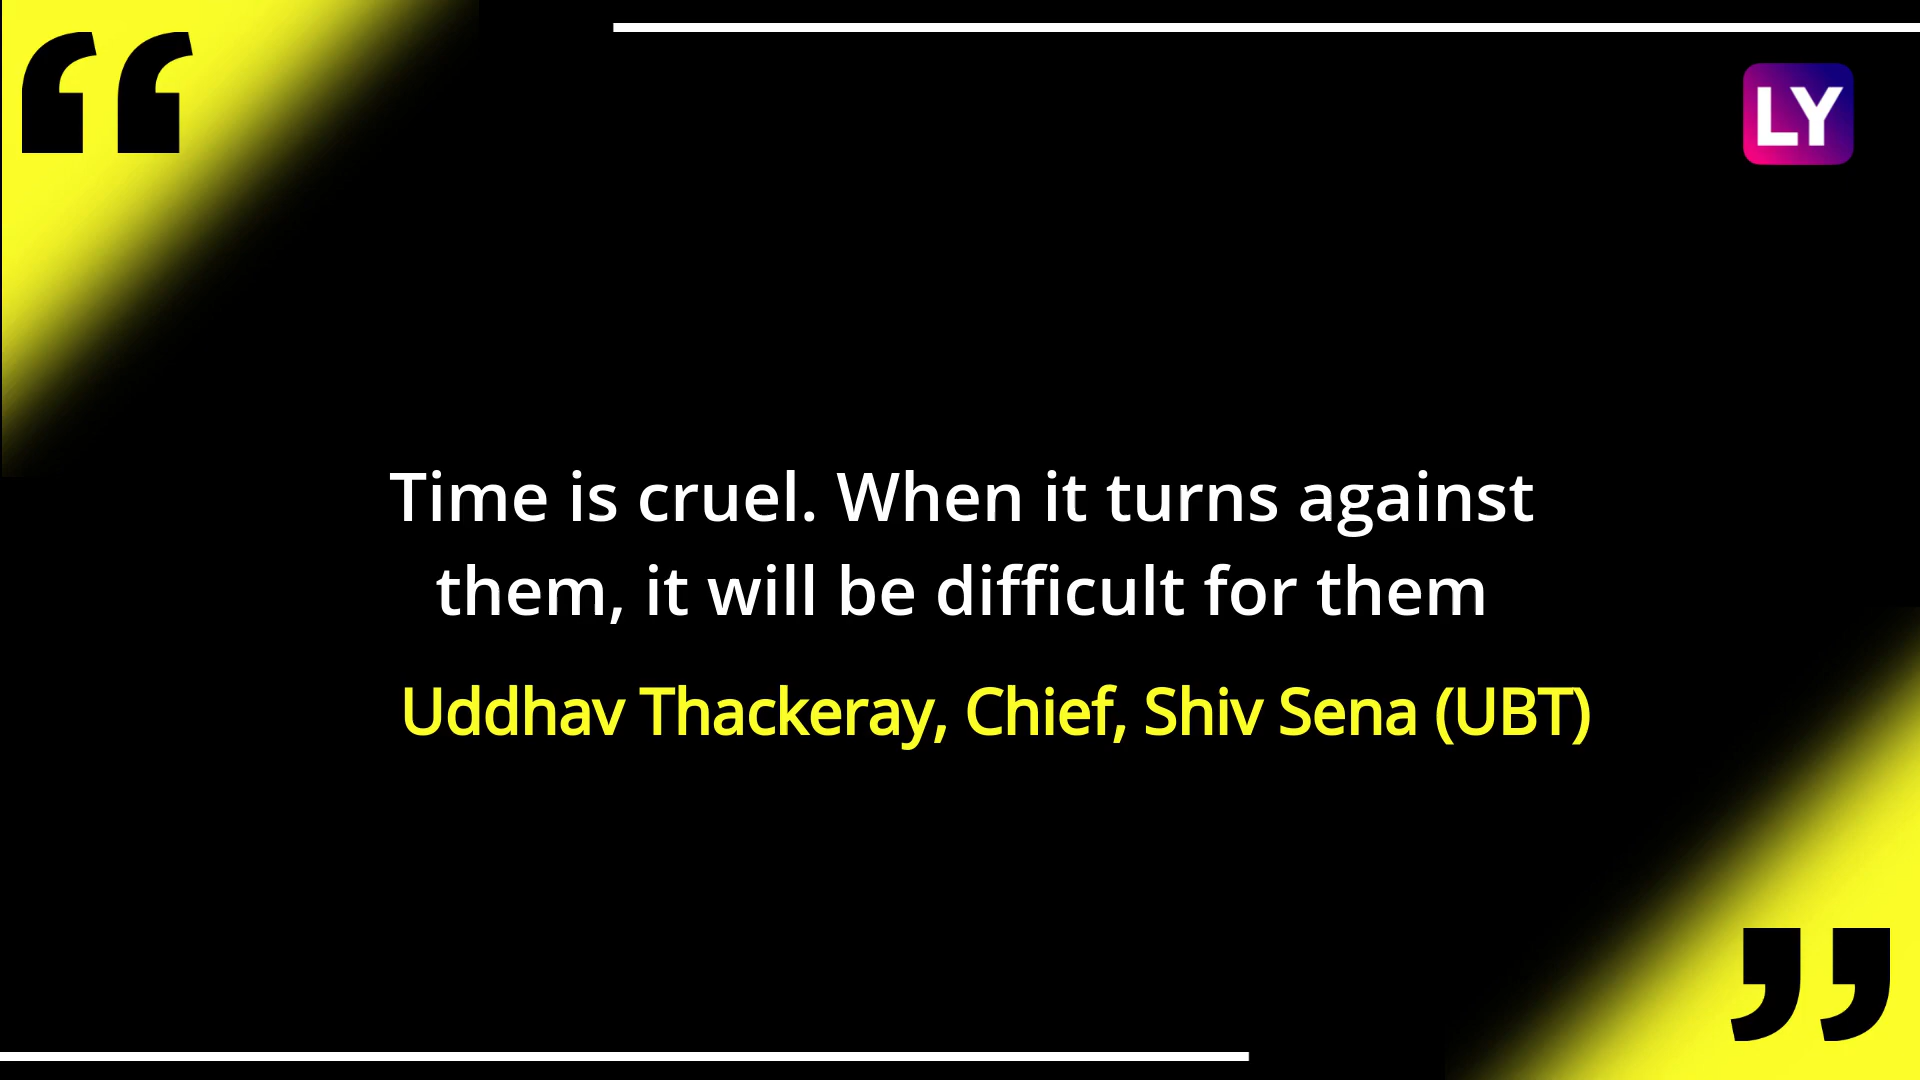 “
LY
Time is cruel. When it turns against
them, it will be difficult for them
Uddhav Thackeray, Chief, Shiv Sena (UBT)
”